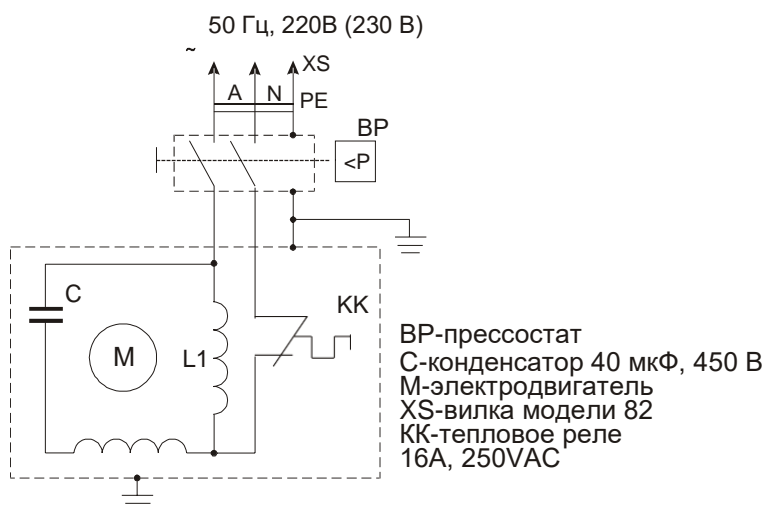 50 Гц, 220В (230 В)
~
XS
A N PE
BP
<P
C
KK
M L1
ВР-прессостат
С-конденсатор 40 мкФ, 450 В
М-электродвигатель
XS-вилка модели 82
КК-тепловое реле
16А, 250VAC